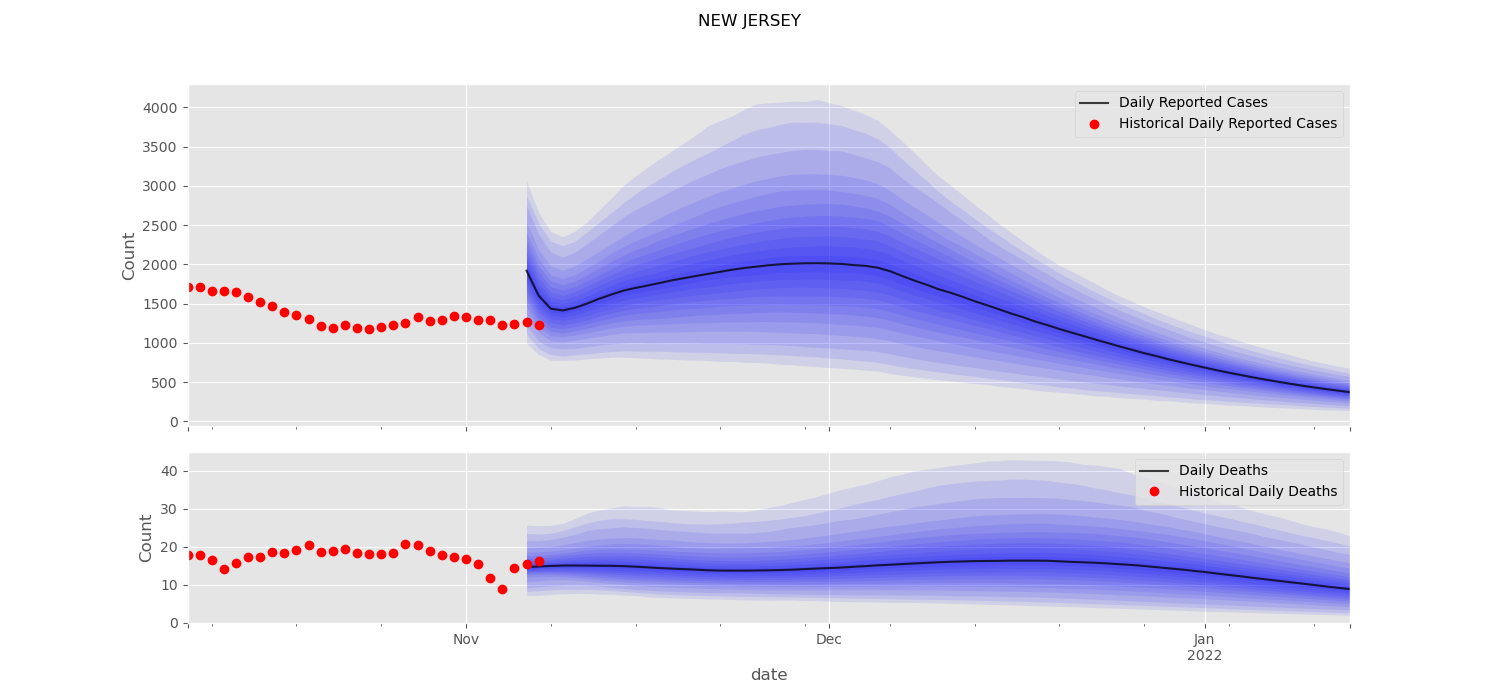 NEW JERSEY
4000
3500
3000
2500
2000
1500
1000
500
0
Count
Daily Reported Cases
Historical Daily Reported Cases
40
30
20
10
0
Count
Daily Deaths
Historical Daily Deaths
Nov
Dec
Jan
2022
date